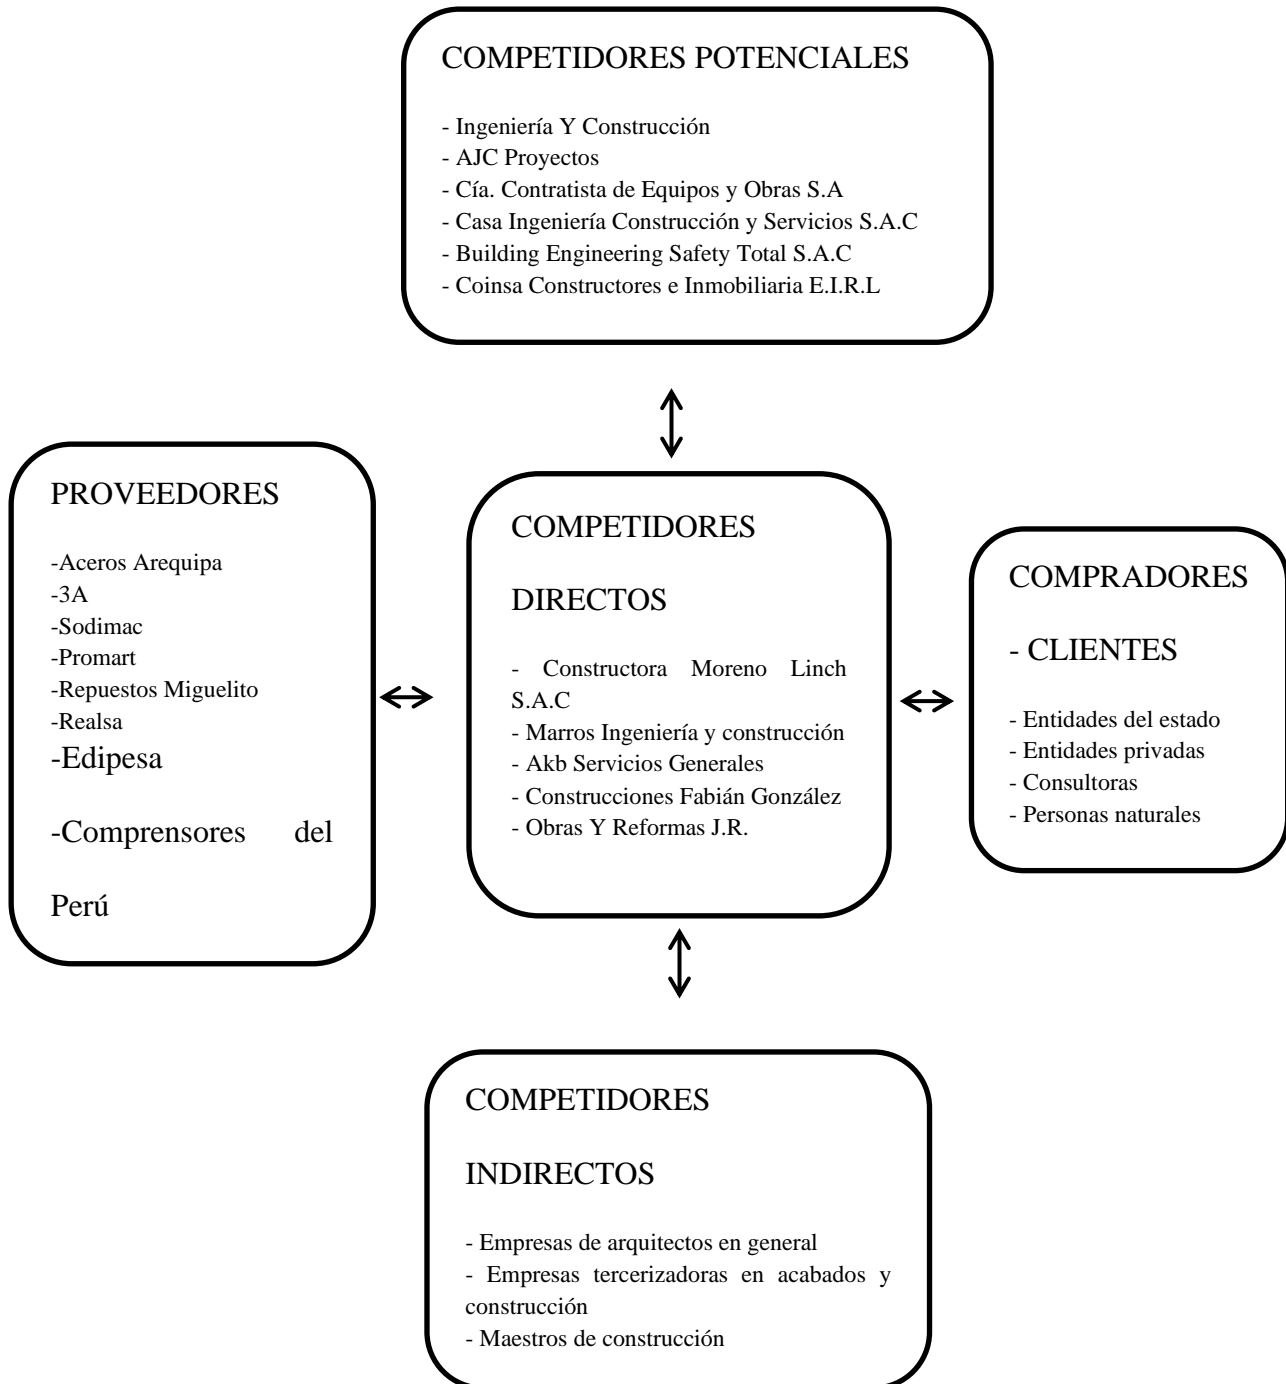 COMPETIDORES POTENCIALES
- Ingeniería Y Construcción
- AJC Proyectos
- Cía. Contratista de Equipos y Obras S.A
- Casa Ingeniería Construcción y Servicios S.A.C
- Building Engineering Safety Total S.A.C
- Coinsa Constructores e Inmobiliaria E.I.R.L
PROVEEDORES
-Aceros Arequipa
-3A
-Sodimac
-Promart
-Repuestos Miguelito
-Realsa
-Edipesa
-Comprensores del
Perú
COMPETIDORES
DIRECTOS
- Constructora Moreno Linch
S.A.C
- Marros Ingeniería y construcción
- Akb Servicios Generales
- Construcciones Fabián González
- Obras Y Reformas J.R.
COMPRADORES
- CLIENTES
- Entidades del estado
- Entidades privadas
- Consultoras
- Personas naturales
COMPETIDORES
INDIRECTOS
- Empresas de arquitectos en general
- Empresas tercerizadoras en acabados y
construcción
- Maestros de construcción